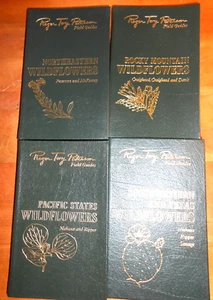 Roger Tory Peterson
Field Guides
NORTHEASTERN
WILDFLOWERS
Peterson and McKenny
Roger Tory Peterson
Field Guides
ROCKY MOUNTAIN
WILDFLOWERS
Craighead, Craighead and Davis
Roger Tory Peterson
Field Guides
PACIFIC STATES
WILDFLOWERS
Niehaus and Ripper
Roger Tory Peterson
Field Guides
WILDFLOWERS
Niehaus
Ripper
Savage